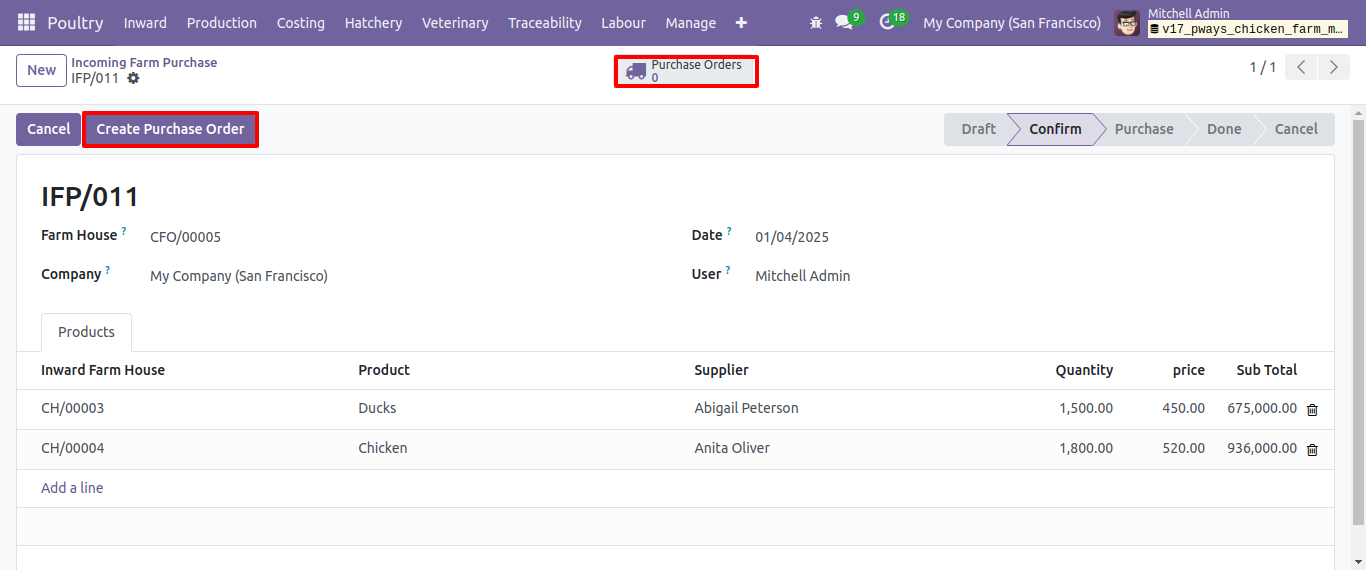 Poultry Inward Production Costing Hatchery Veterinary Traceability Labour Manage 9 18 My Company (San Francisco) Mitchell Admin
v17_pways_chicken_farm_m...
New Incoming Farm Purchase Purchase Orders 1 / 1
IFP/011 0
Cancel Create Purchase Order Draft Confirm Purchase Done Cancel
IFP/011
Farm House ? CFO/00005 Date ? 01/04/2025
Company ? My Company (San Francisco) User ? Mitchell Admin
Products
Inward Farm House Product Supplier Quantity price Sub Total
CH/00003 Ducks Abigail Peterson 1,500.00 450.00 675,000.00
CH/00004 Chicken Anita Oliver 1,800.00 520.00 936,000.00
Add a line